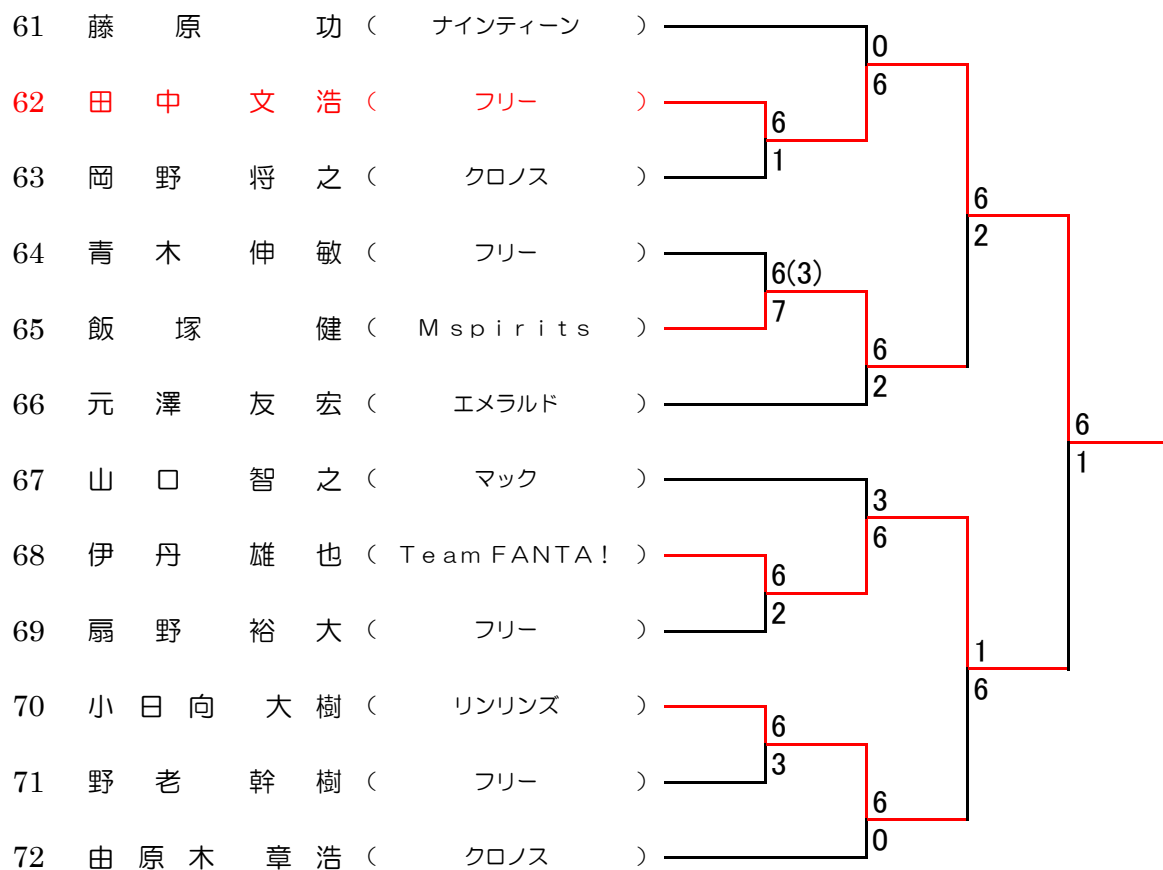 61 藤原 功 ( ナインティーン ) 0
62 田中 文浩 ( フリー ) 6 6
63 岡野 将之 ( クロノス ) 1 6
64 青木 伸敏 ( フリー ) 6(3) 2
65 飯塚 健 ( M spirits ) 7 6
66 元澤 友宏 ( エメラルド ) 2 6
67 山口 智之 ( マック ) 3 1
68 伊丹 雄也 ( Team FANTA! ) 6 6
69 扇野 裕大 ( フリー ) 2 1
70 小日向 大樹 ( リンリンズ ) 6 6
71 野老 幹樹 ( フリー ) 3 6
72 由原木 章浩 ( クロノス ) 0